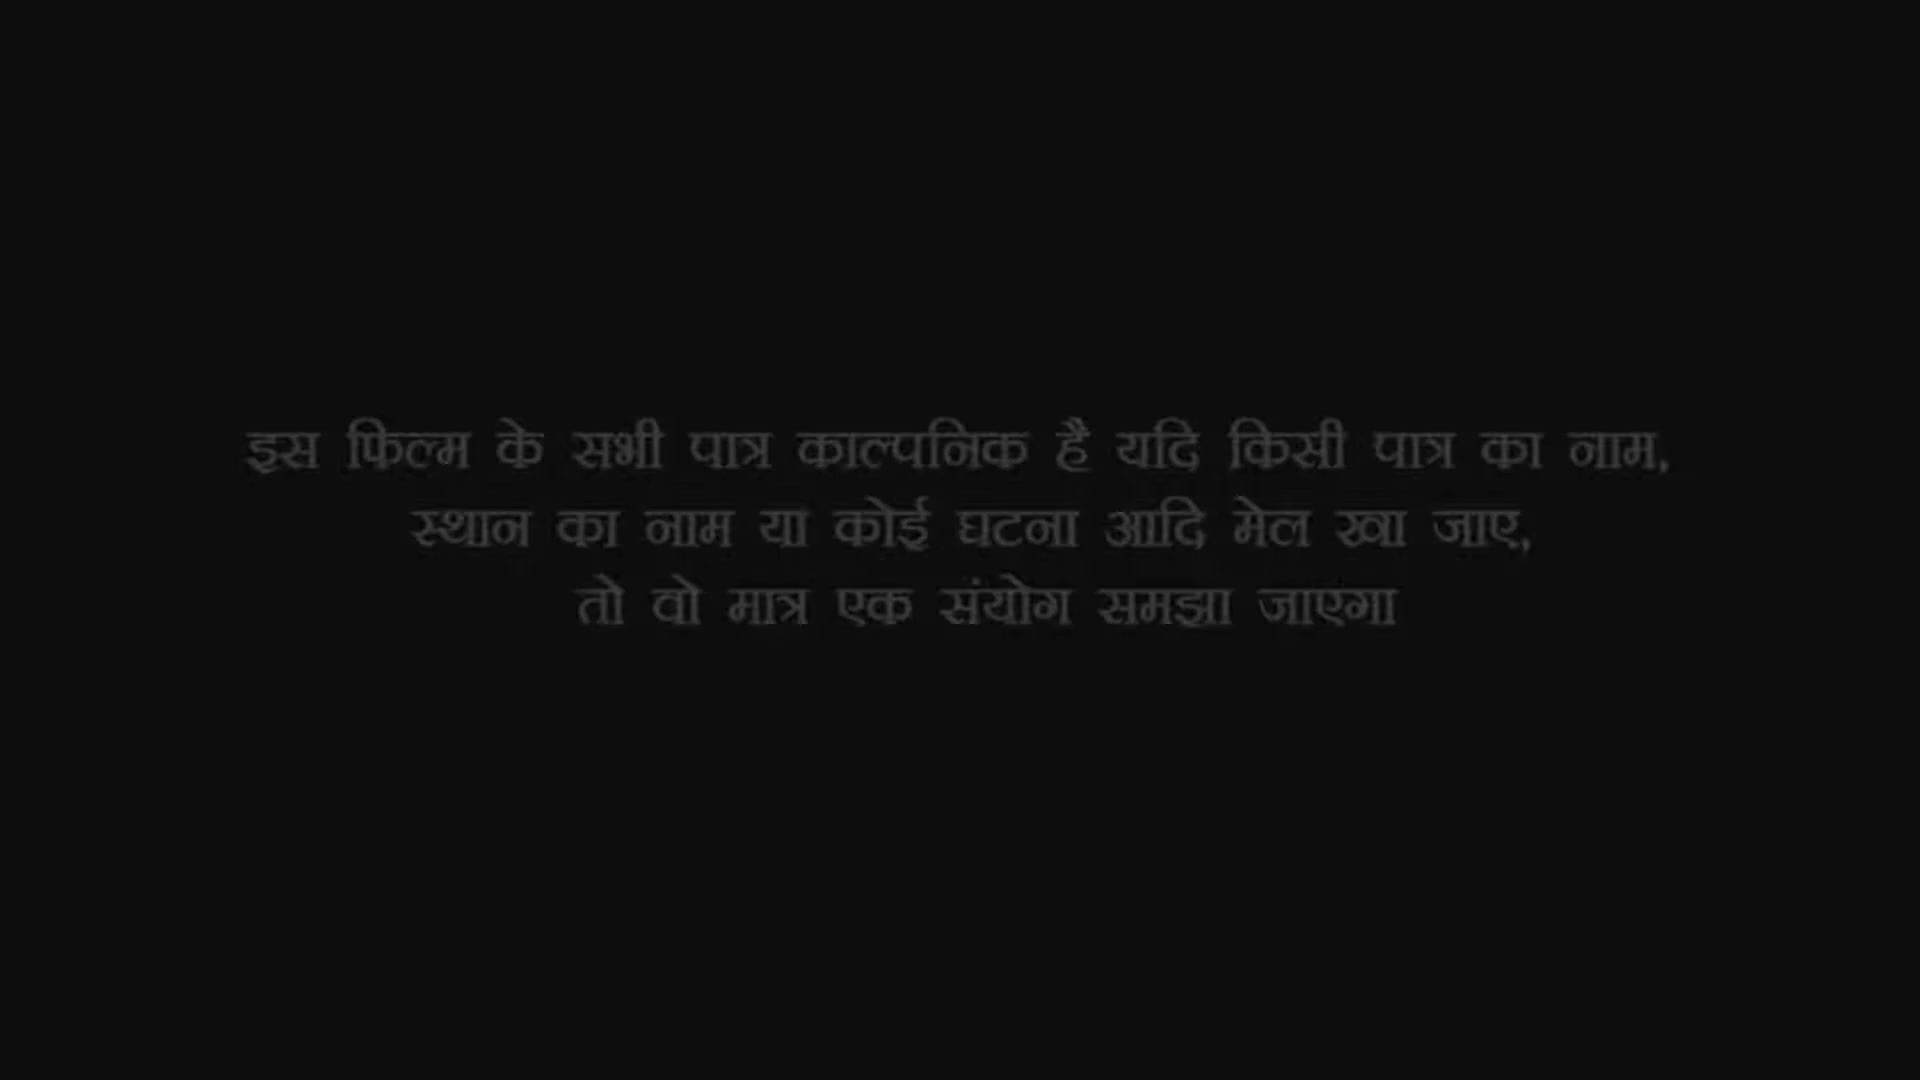 इस फिल्म के सभी पात्र काल्पनिक है यदि किसी पात्र का नाम,
स्थान का नाम या कोई घटना आदि मेल खा जाए,
तो वो मात्र एक संयोग समझा जाएगा